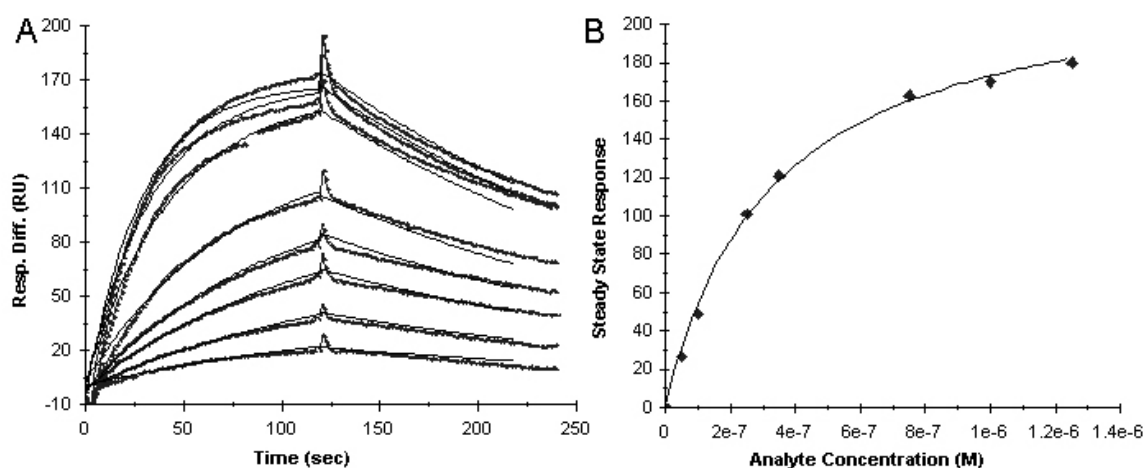 A
Resp. Diff. (RU)
200
170
140
110
80
50
20
-10
0
50
100
150
200
250
Time (sec)
B
Steady State Response
200
180
160
140
120
100
80
60
40
20
0
0
2e-7
4e-7
6e-7
8e-7
1e-6
1.2e-6
1.4e-6
Analyte Concentration (M)